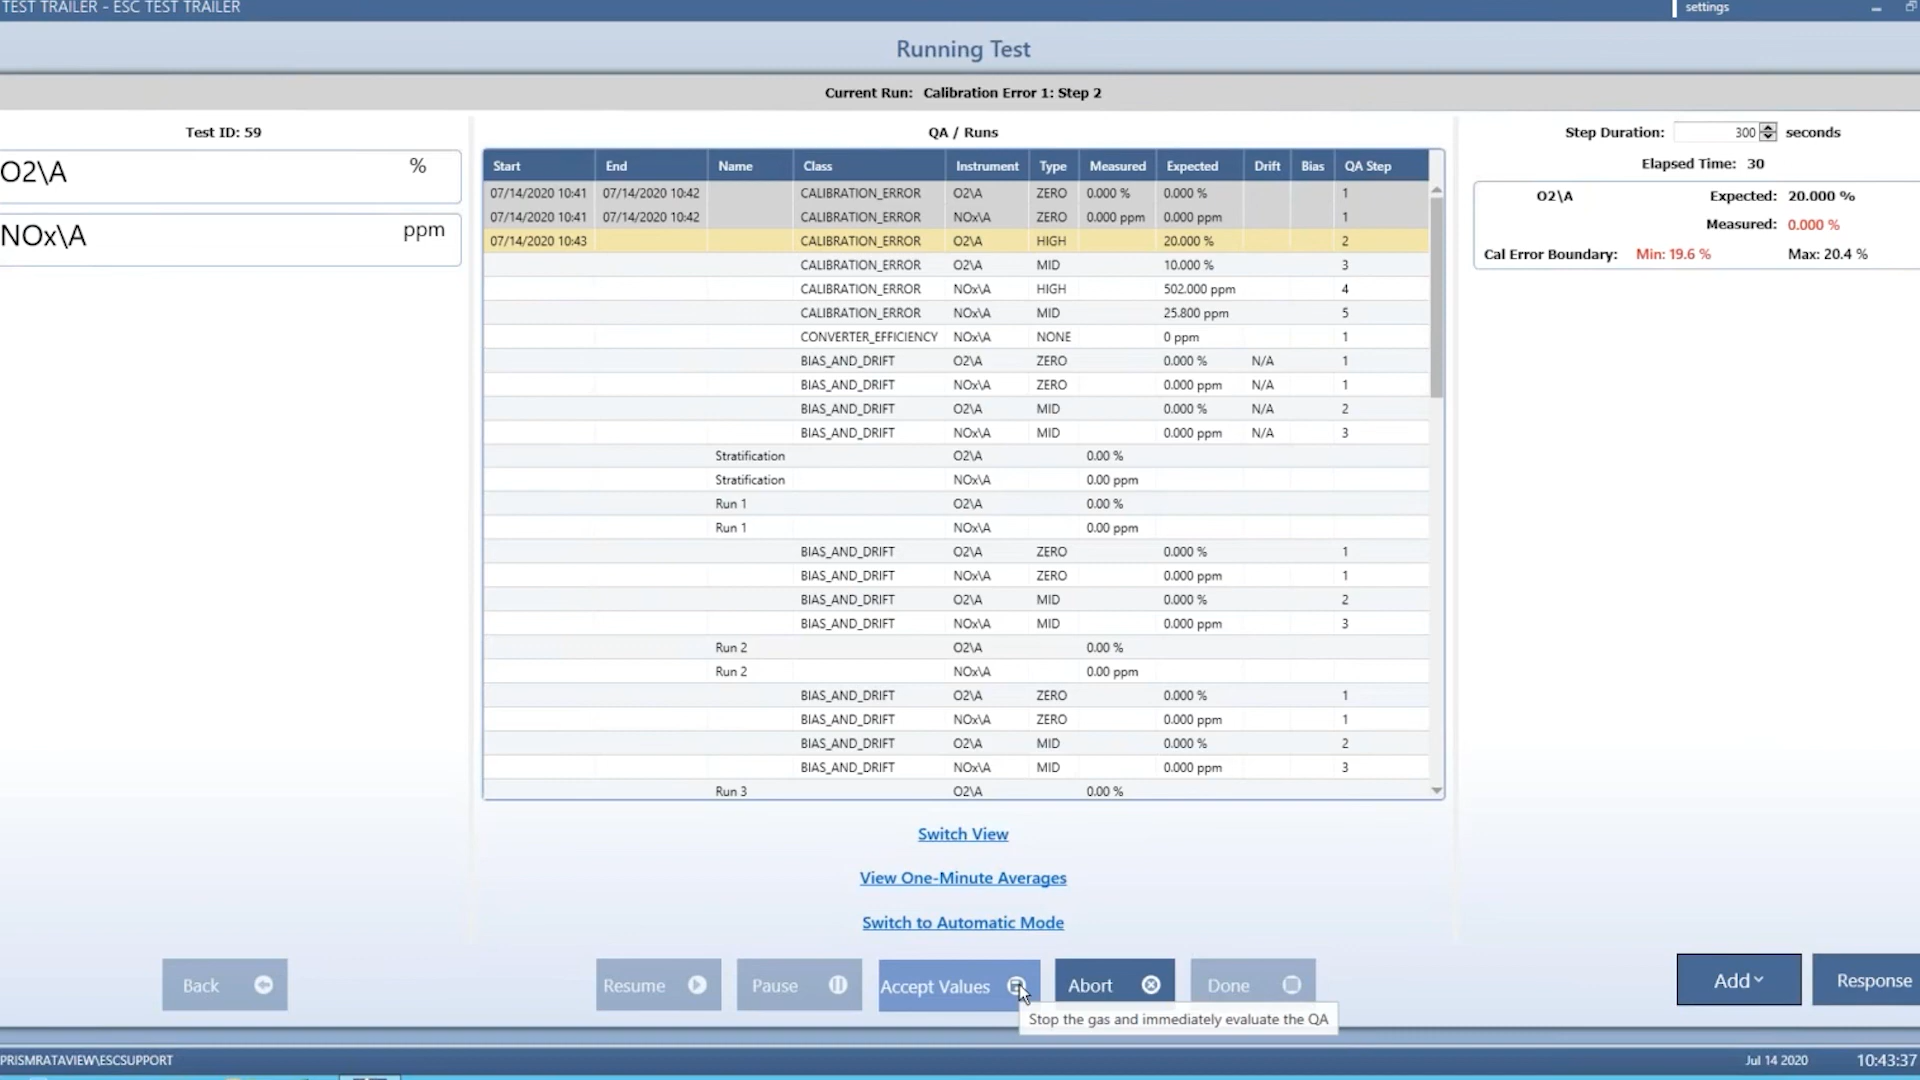 TEST TRAILER - ESC TEST TRAILER
settings
Running Test
Current Run: Calibration Error 1: Step 2
Test ID: 59
O2\A %
NOx\A ppm
QA / Runs
Start End Name Class Instrument Type Measured Expected Drift Bias QA Step
07/14/2020 10:41 07/14/2020 10:42 CALIBRATION_ERROR O2\A ZERO 0.000 % 0.000 % 1
07/14/2020 10:41 07/14/2020 10:42 CALIBRATION_ERROR NOx\A ZERO 0.000 ppm 0.000 ppm 1
07/14/2020 10:43 CALIBRATION_ERROR O2\A HIGH 20.000 % 2
CALIBRATION_ERROR O2\A MID 10.000 % 3
CALIBRATION_ERROR NOx\A HIGH 502.000 ppm 4
CALIBRATION_ERROR NOx\A MID 25.800 ppm 5
CONVERTER_EFFICIENCY NOx\A NONE 0 ppm 1
BIAS_AND_DRIFT O2\A ZERO 0.000 % N/A 1
BIAS_AND_DRIFT NOx\A ZERO 0.000 ppm N/A 1
BIAS_AND_DRIFT O2\A MID 0.000 % N/A 2
BIAS_AND_DRIFT NOx\A MID 0.000 ppm N/A 3
Stratification O2\A 0.00 %
Stratification NOx\A 0.00 ppm
Run 1 O2\A 0.00 %
Run 1 NOx\A 0.00 ppm
BIAS_AND_DRIFT O2\A ZERO 0.000 % 1
BIAS_AND_DRIFT NOx\A ZERO 0.000 ppm 1
BIAS_AND_DRIFT O2\A MID 0.000 % 2
BIAS_AND_DRIFT NOx\A MID 0.000 ppm 3
Run 2 O2\A 0.00 %
Run 2 NOx\A 0.00 ppm
BIAS_AND_DRIFT O2\A ZERO 0.000 % 1
BIAS_AND_DRIFT NOx\A ZERO 0.000 ppm 1
BIAS_AND_DRIFT O2\A MID 0.000 % 2
BIAS_AND_DRIFT NOx\A MID 0.000 ppm 3
Run 3 O2\A 0.00 %
Step Duration: 300 seconds
Elapsed Time: 30
O2\A Expected: 20.000 %
Measured: 0.000 %
Cal Error Boundary: Min: 19.6 % Max: 20.4 %
Switch View
View One-Minute Averages
Switch to Automatic Mode
Back Resume Pause Accept Values Abort Done Add Response
Stop the gas and immediately evaluate the QA
PRISMRATAVIEW\ESCSUPPORT Jul 14 2020 10:43:37